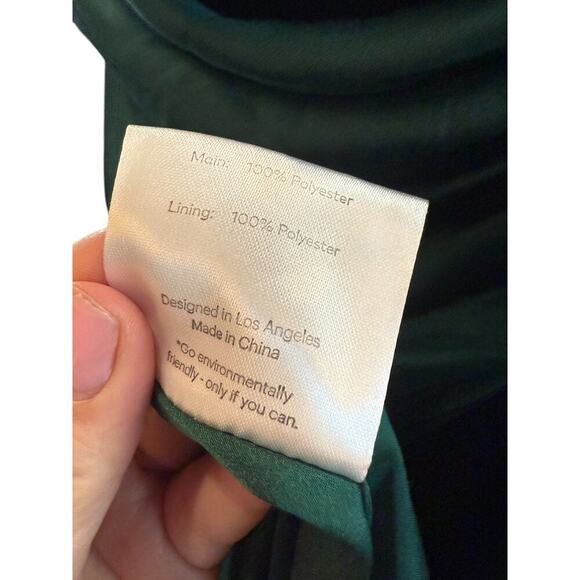 Main: 100% Polyester
Lining: 100% Polyester
Designed in Los Angeles
Made in China
*Go environmentally
friendly - only if you can.